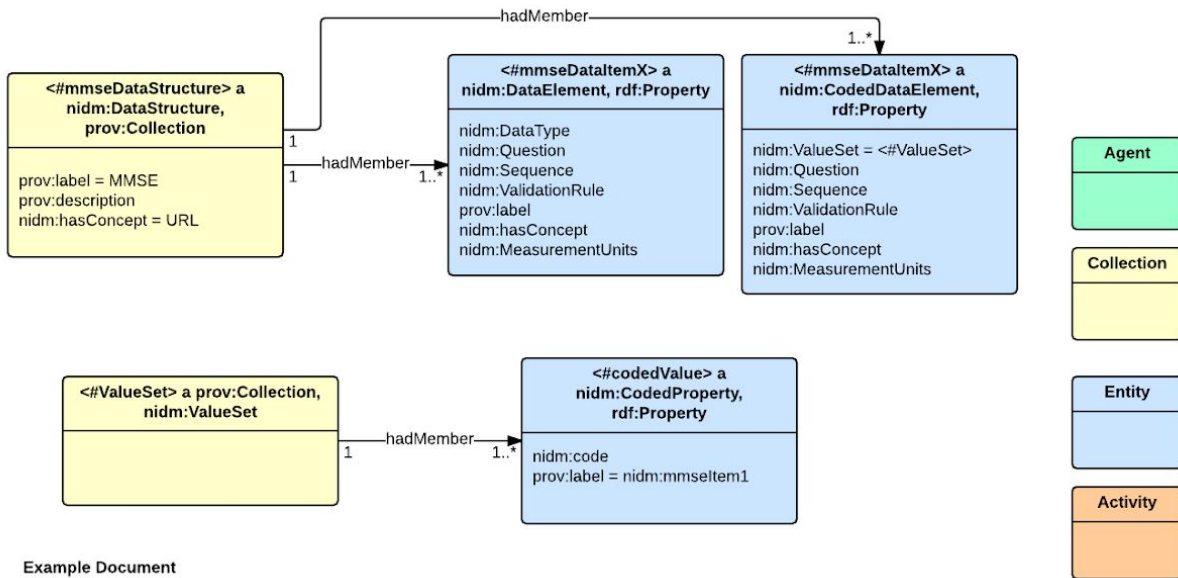 hadMember
1
1..*
<#mmseDataStructure> a
nidm:DataStructure,
prov:Collection
prov:label = MMSE
prov:description
nidm:hasConcept = URL
hadMember
1
1..*
<#mmseDataItemX> a
nidm:DataElement, rdf:Property
nidm:DataType
nidm:Question
nidm:Sequence
nidm:ValidationRule
prov:label
nidm:hasConcept
nidm:MeasurementUnits
<#mmseDataItemX> a
nidm:CodedDataElement,
rdf:Property
nidm:ValueSet = <#ValueSet>
nidm:Question
nidm:Sequence
nidm:ValidationRule
prov:label
nidm:hasConcept
nidm:MeasurementUnits
<#ValueSet> a prov:Collection,
nidm:ValueSet
hadMember
1
1..*
<#codedValue> a
nidm:CodedProperty,
rdf:Property
nidm:code
prov:label = nidm:mmseItem1
Agent
Collection
Entity
Activity
Example Document